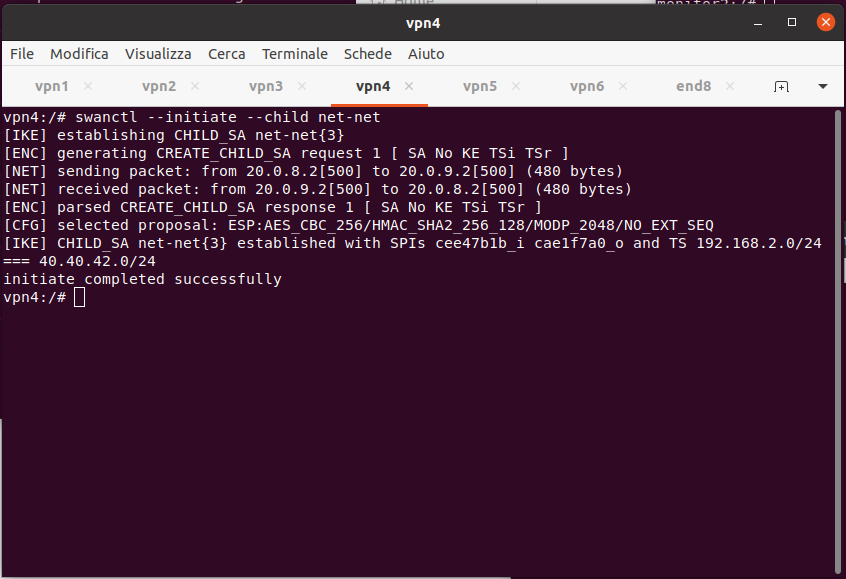 Home
monitor2:/#
vpn4
File Modifica Visualizza Cerca Terminale Schede Aiuto
vpn1 vpn2 vpn3 vpn4 vpn5 vpn6 end8
vpn4:/# swanctl --initiate --child net-net
[IKE] establishing CHILD_SA net-net{3}
[ENC] generating CREATE_CHILD_SA request 1 [ SA No KE TSi TSr ]
[NET] sending packet: from 20.0.8.2[500] to 20.0.9.2[500] (480 bytes)
[NET] received packet: from 20.0.9.2[500] to 20.0.8.2[500] (480 bytes)
[ENC] parsed CREATE_CHILD_SA response 1 [ SA No KE TSi TSr ]
[CFG] selected proposal: ESP:AES_CBC_256/HMAC_SHA2_256_128/MODP_2048/NO_EXT_SEQ
[IKE] CHILD_SA net-net{3} established with SPIs cee47b1b_i cae1f7a0_o and TS 192.168.2.0/24
=== 40.40.42.0/24
initiate completed successfully
vpn4:/#